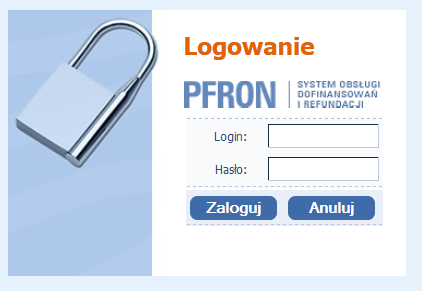 Logowanie
PFRON
SYSTEM OBSŁUGI
DOFINANSOWAŃ
I REFUNDACJI
Login:
Hasło:
Zaloguj Anuluj